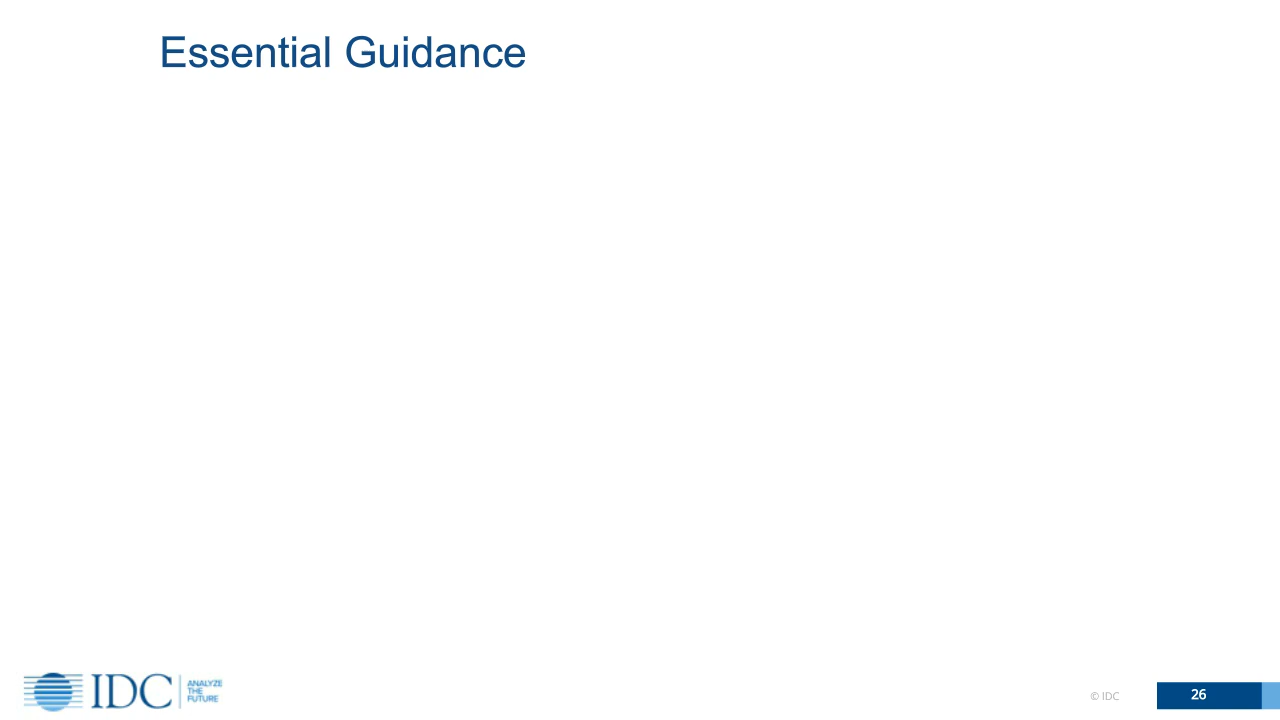 Essential Guidance
IDC
ANALYZE
THE
FUTURE
© IDC
26